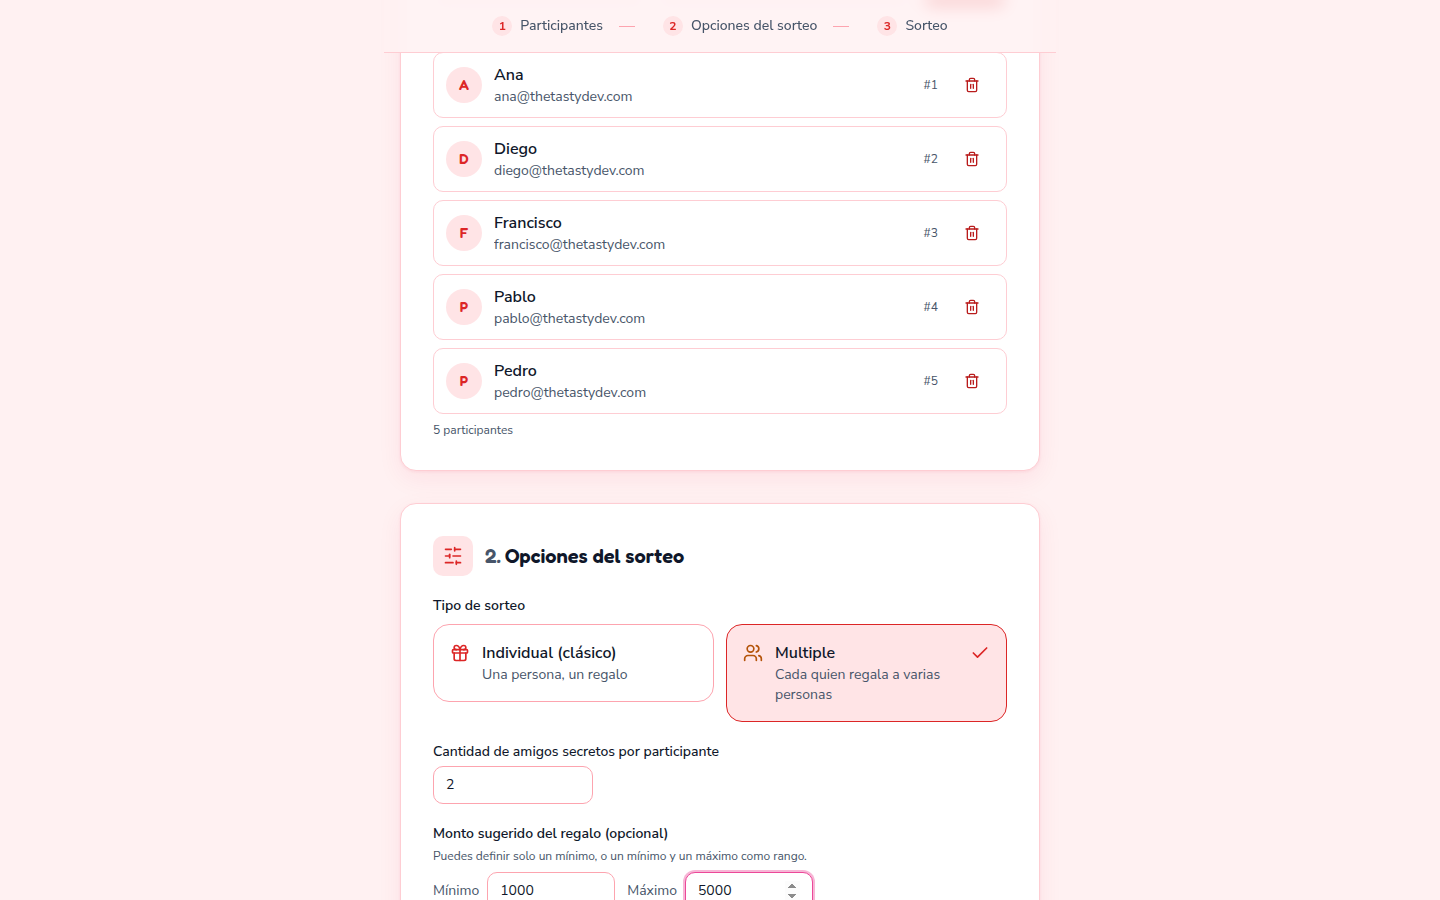 1 Participantes 2 Opciones del sorteo 3 Sorteo
A Ana #1
ana@thetastydev.com
D Diego #2
diego@thetastydev.com
F Francisco #3
francisco@thetastydev.com
P Pablo #4
pablo@thetastydev.com
P Pedro #5
pedro@thetastydev.com
5 participantes
2. Opciones del sorteo
Tipo de sorteo
Individual (clásico)
Una persona, un regalo
Multiple
Cada quien regala a varias
personas
Cantidad de amigos secretos por participante
2
Monto sugerido del regalo (opcional)
Puedes definir solo un mínimo, o un mínimo y un máximo como rango.
Mínimo 1000 Máximo 5000